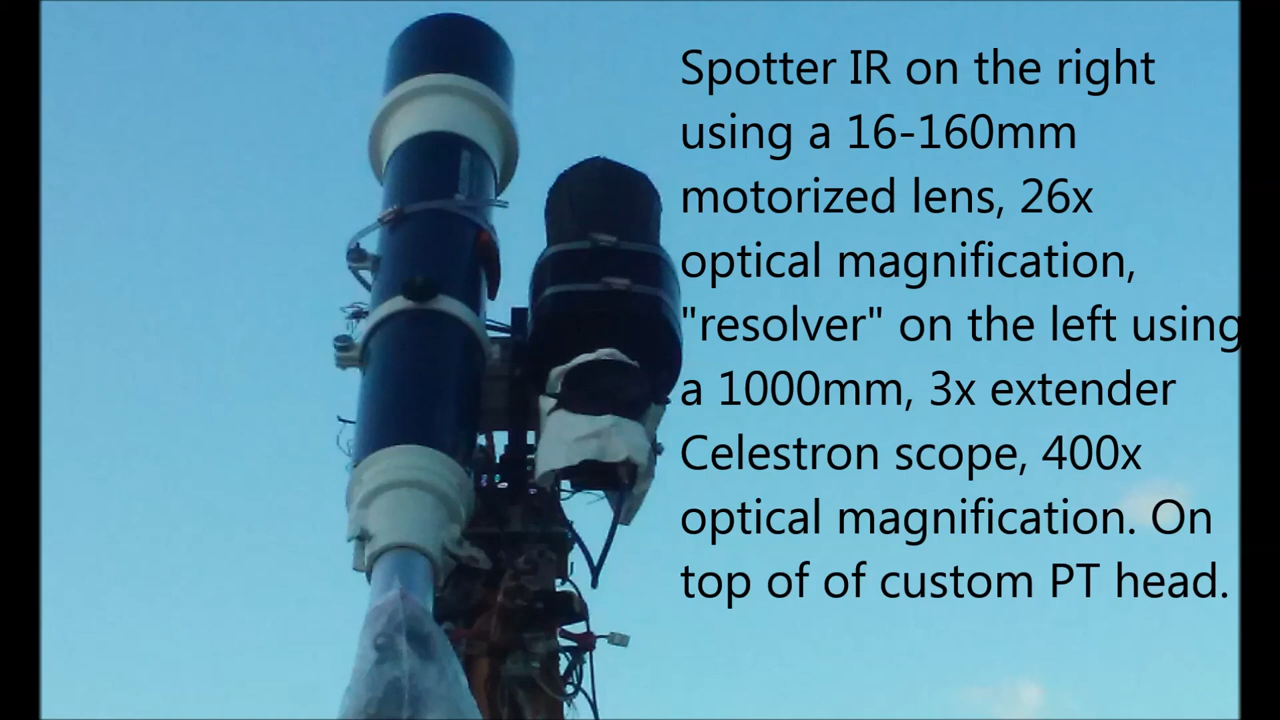 Spotter IR on the right
using a 16-160mm
motorized lens, 26x
optical magnification,
"resolver" on the left using
a 1000mm, 3x extender
Celestron scope, 400x
optical magnification. On
top of of custom PT head.